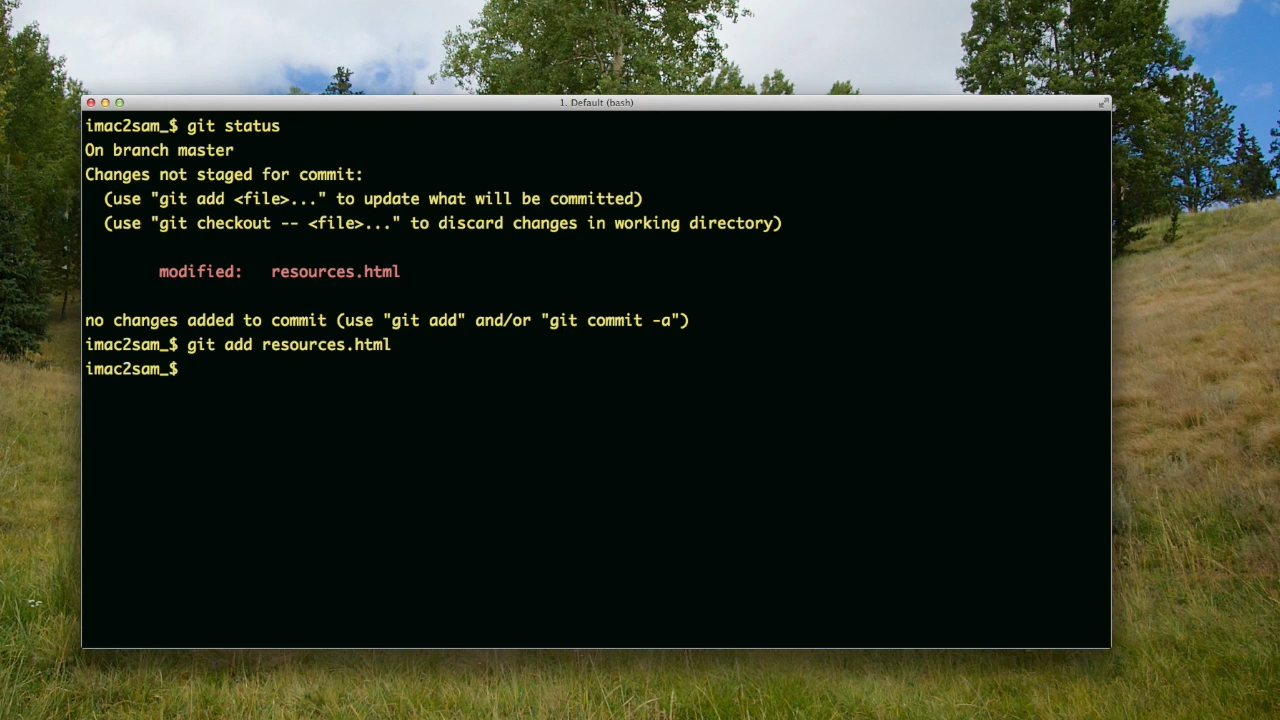 1. Default (bash)
imac2sam_$ git status
On branch master
Changes not staged for commit:
  (use "git add <file>..." to update what will be committed)
  (use "git checkout -- <file>..." to discard changes in working directory)
        modified:   resources.html
no changes added to commit (use "git add" and/or "git commit -a")
imac2sam_$ git add resources.html
imac2sam_$